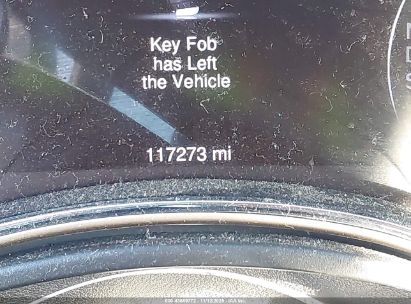 Key Fob
has Left
the Vehicle
117273 mi